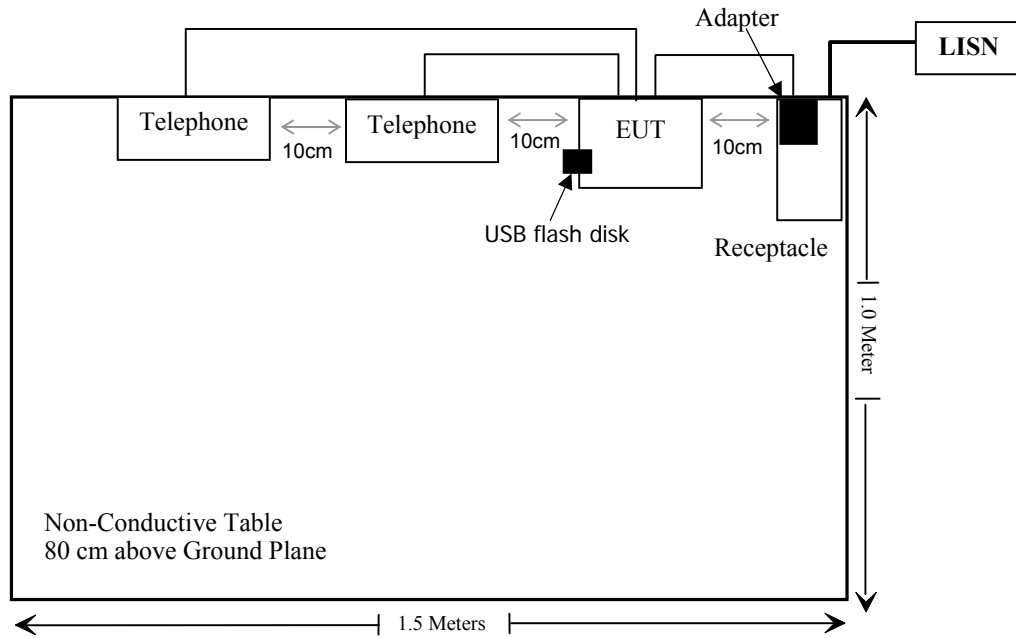 Adapter
LISN
Telephone
Telephone
EUT
10cm
10cm
10cm
USB flash disk
Receptacle
1.0 Meter
Non-Conductive Table
80 cm above Ground Plane
1.5 Meters